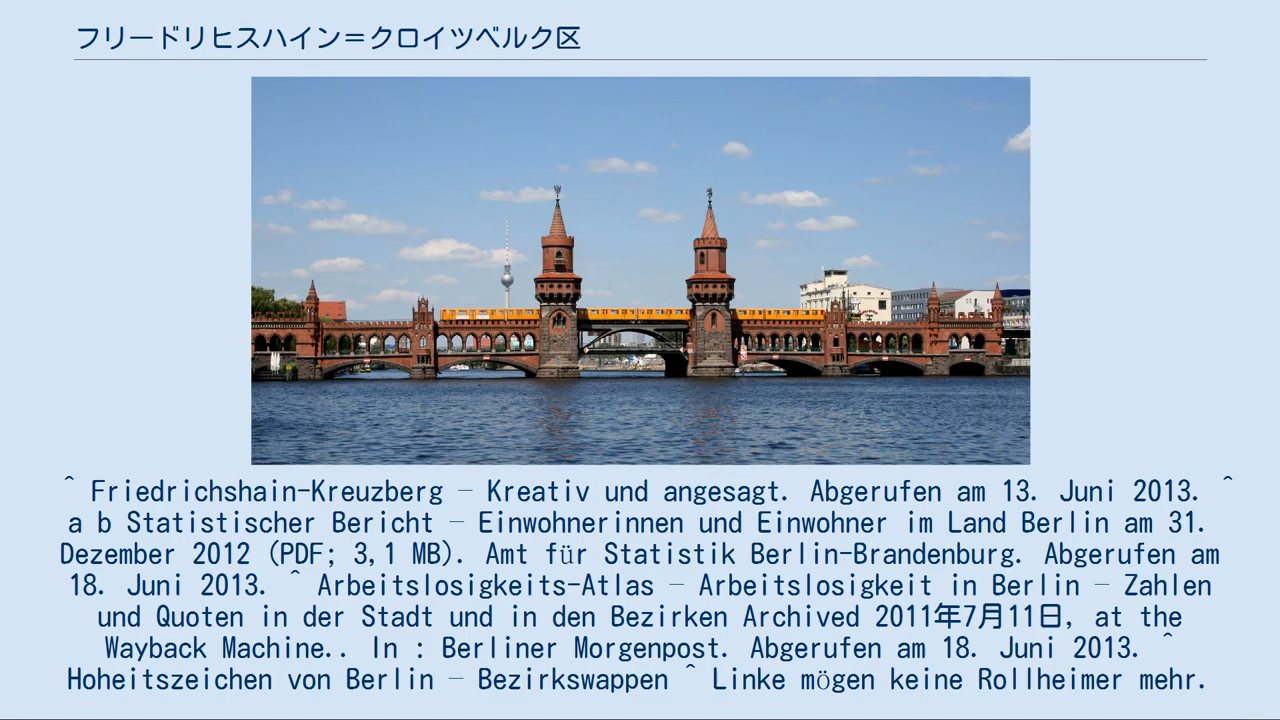 フリードリヒスハイン=クロイツベルク区
^ Friedrichshain-Kreuzberg – Kreativ und angesagt. Abgerufen am 13. Juni 2013. ^
a b Statistischer Bericht – Einwohnerinnen und Einwohner im Land Berlin am 31.
Dezember 2012 (PDF; 3,1 MB). Amt für Statistik Berlin-Brandenburg. Abgerufen am
18. Juni 2013. ^ Arbeitslosigkeits-Atlas – Arbeitslosigkeit in Berlin – Zahlen
und Quoten in der Stadt und in den Bezirken Archived 2011年7月11日, at the
Wayback Machine.. In : Berliner Morgenpost. Abgerufen am 18. Juni 2013. ^
Hoheitszeichen von Berlin – Bezirkswappen ^ Linke mögen keine Rollheimer mehr.